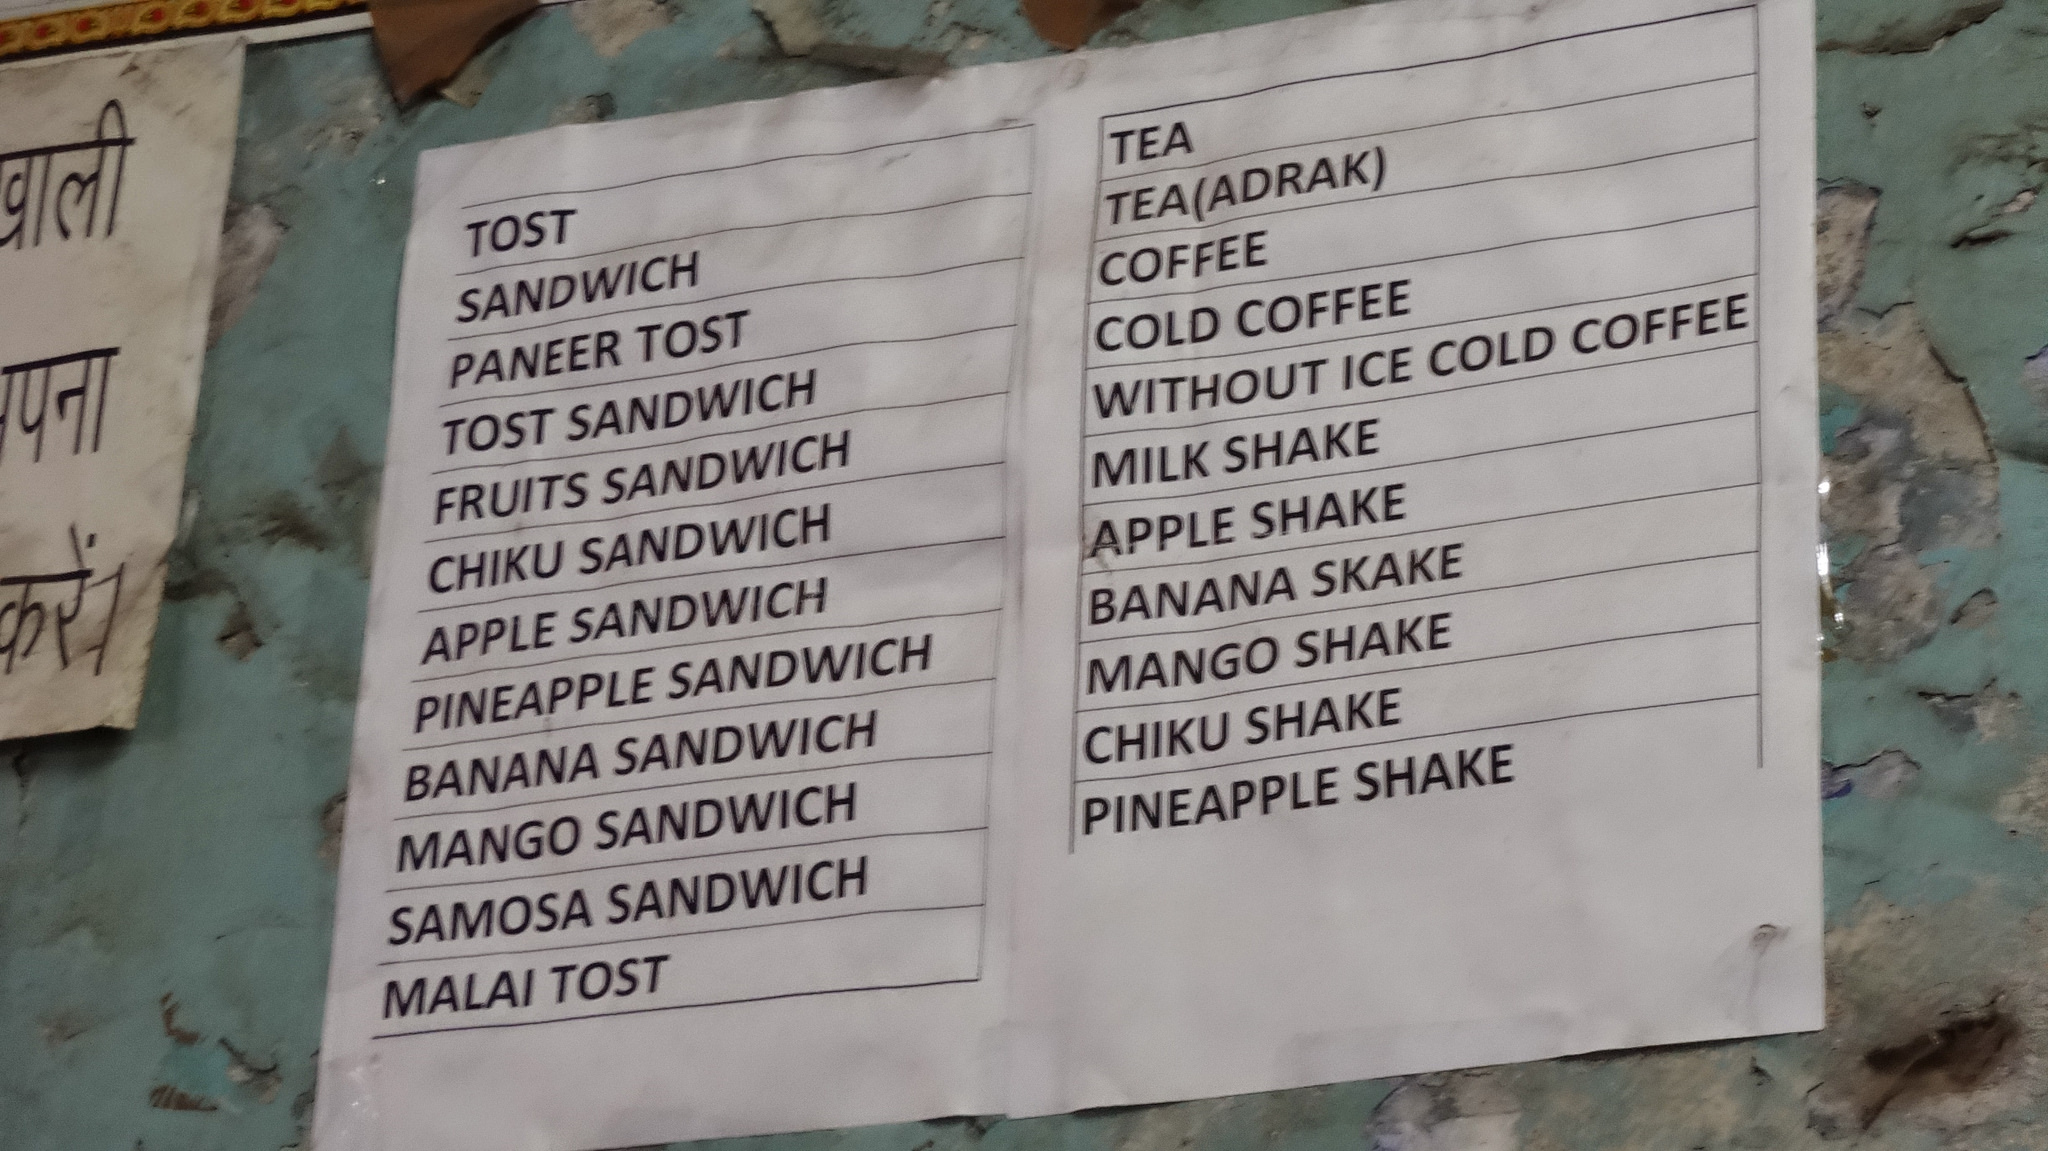 खाली
पना
करें।
TOST
SANDWICH
PANEER TOST
TOST SANDWICH
FRUITS SANDWICH
CHIKU SANDWICH
APPLE SANDWICH
PINEAPPLE SANDWICH
BANANA SANDWICH
MANGO SANDWICH
SAMOSA SANDWICH
MALAI TOST
TEA
TEA(ADRAK)
COFFEE
COLD COFFEE
WITHOUT ICE COLD COFFEE
MILK SHAKE
APPLE SHAKE
BANANA SKAKE
MANGO SHAKE
CHIKU SHAKE
PINEAPPLE SHAKE